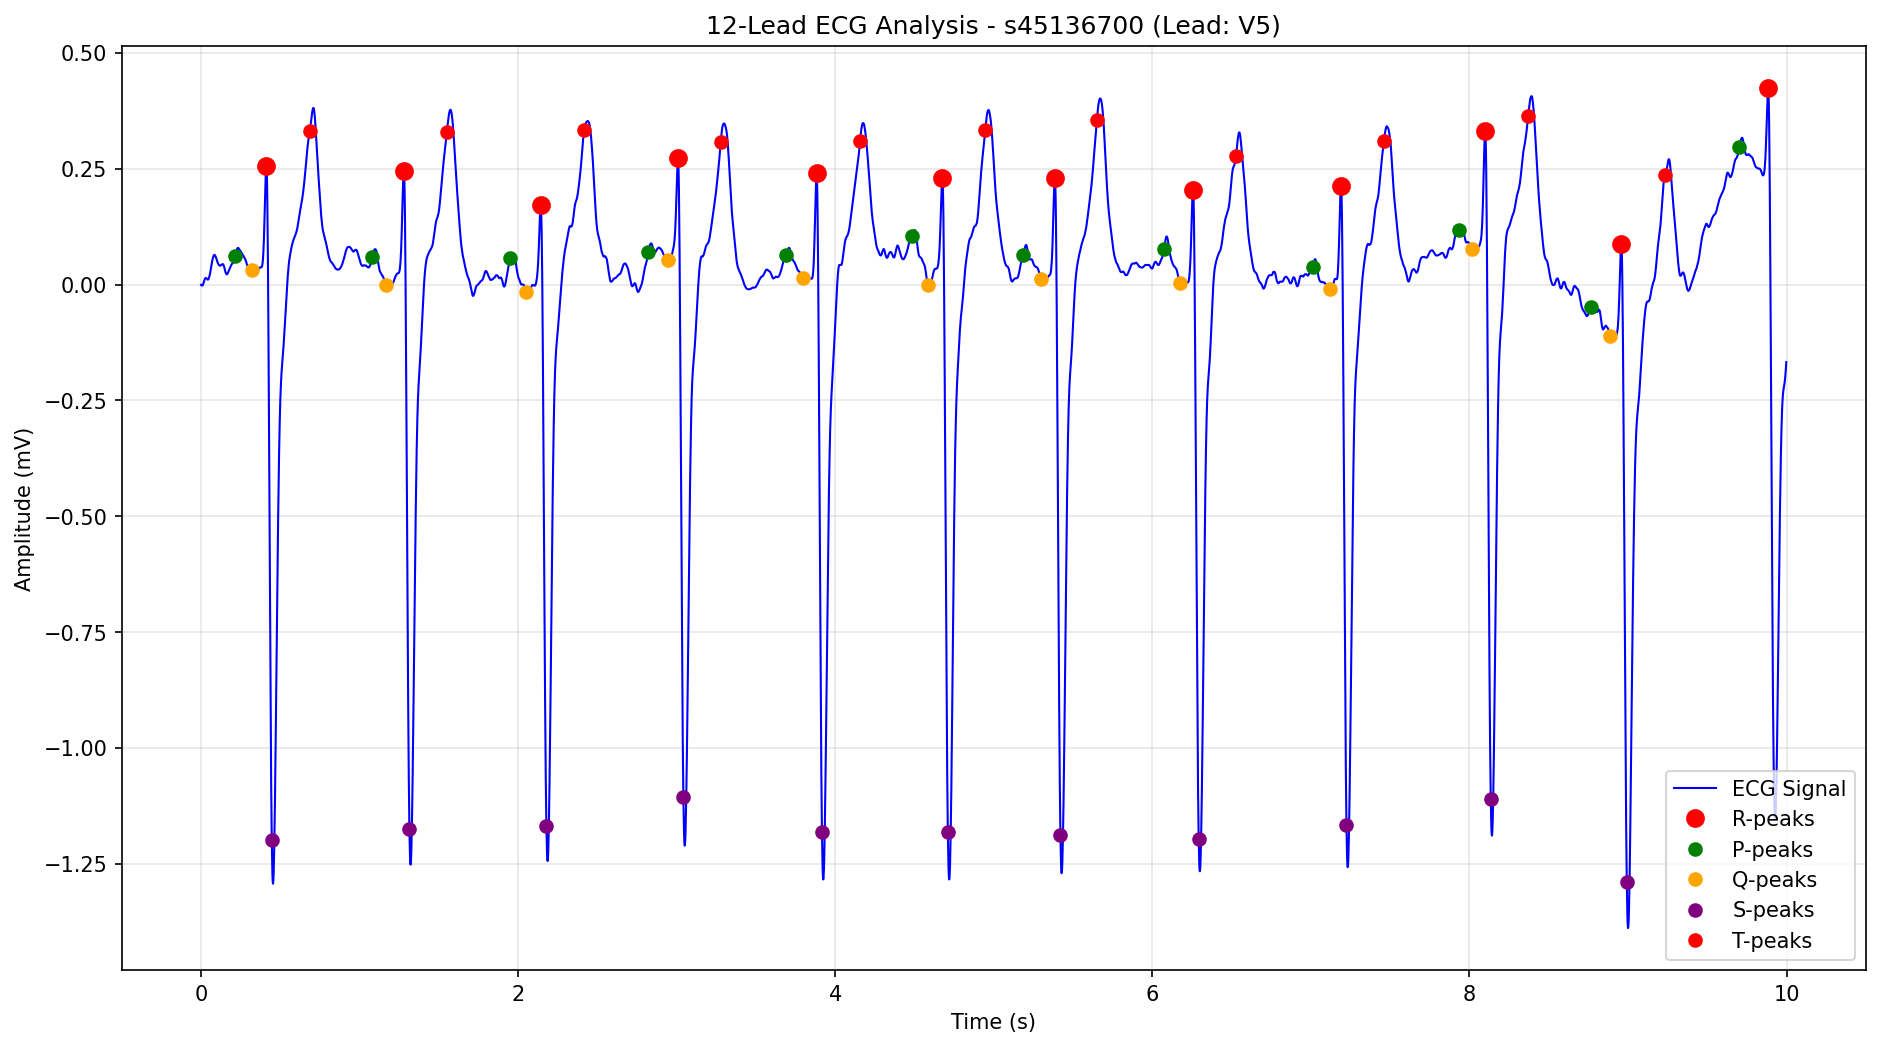 12-Lead ECG Analysis - s45136700 (Lead: V5)
Amplitude (mV)
0.50
0.25
0.00
−0.25
−0.50
−0.75
−1.00
−1.25
ECG Signal
R-peaks
P-peaks
Q-peaks
S-peaks
T-peaks
0 2 4 6 8 10
Time (s)